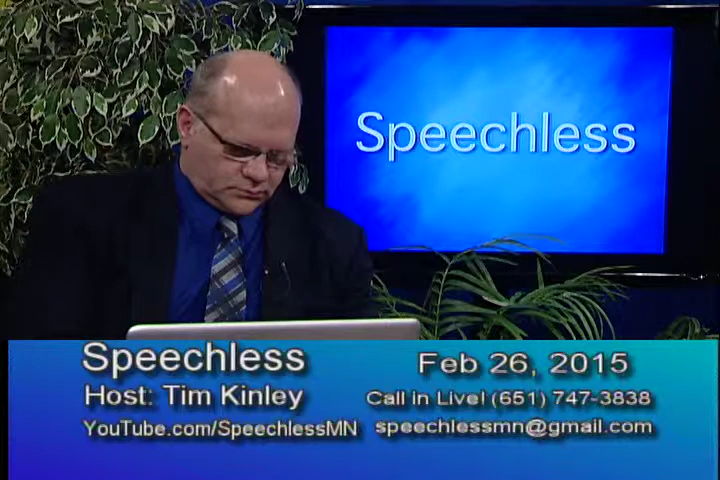 Speechless
Speechless
Feb 26, 2015
Host: Tim Kinley
Call in Live! (651) 747-3838
YouTube.com/SpeechlessMN
speechlessmn@gmail.com